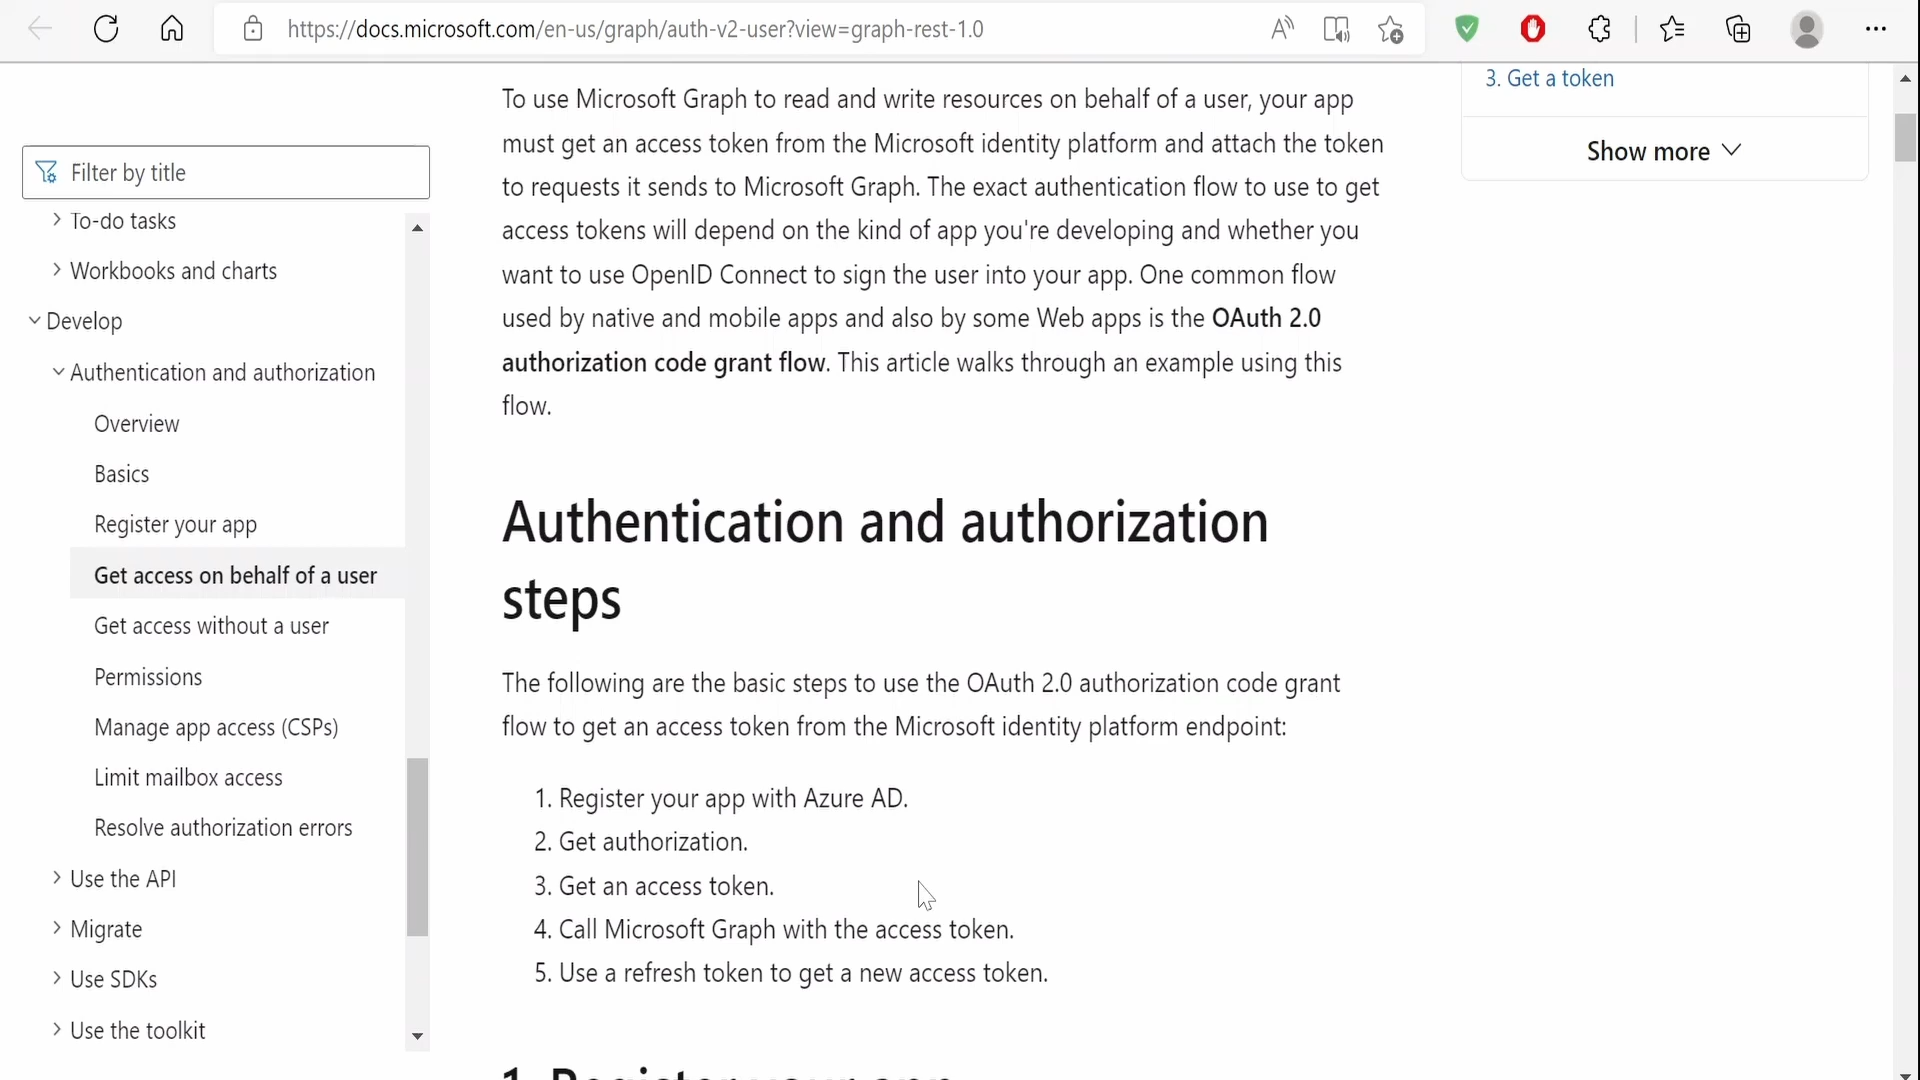 https://docs.microsoft.com/en-us/graph/auth-v2-user?view=graph-rest-1.0
Filter by title
To-do tasks
Workbooks and charts
Develop
Authentication and authorization
Overview
Basics
Register your app
Get access on behalf of a user
Get access without a user
Permissions
Manage app access (CSPs)
Limit mailbox access
Resolve authorization errors
Use the API
Migrate
Use SDKs
Use the toolkit
To use Microsoft Graph to read and write resources on behalf of a user, your app
must get an access token from the Microsoft identity platform and attach the token
to requests it sends to Microsoft Graph. The exact authentication flow to use to get
access tokens will depend on the kind of app you're developing and whether you
want to use OpenID Connect to sign the user into your app. One common flow
used by native and mobile apps and also by some Web apps is the OAuth 2.0
authorization code grant flow. This article walks through an example using this
flow.
Authentication and authorization
steps
The following are the basic steps to use the OAuth 2.0 authorization code grant
flow to get an access token from the Microsoft identity platform endpoint:
1. Register your app with Azure AD.
2. Get authorization.
3. Get an access token.
4. Call Microsoft Graph with the access token.
5. Use a refresh token to get a new access token.
1. Register your app
3. Get a token
Show more